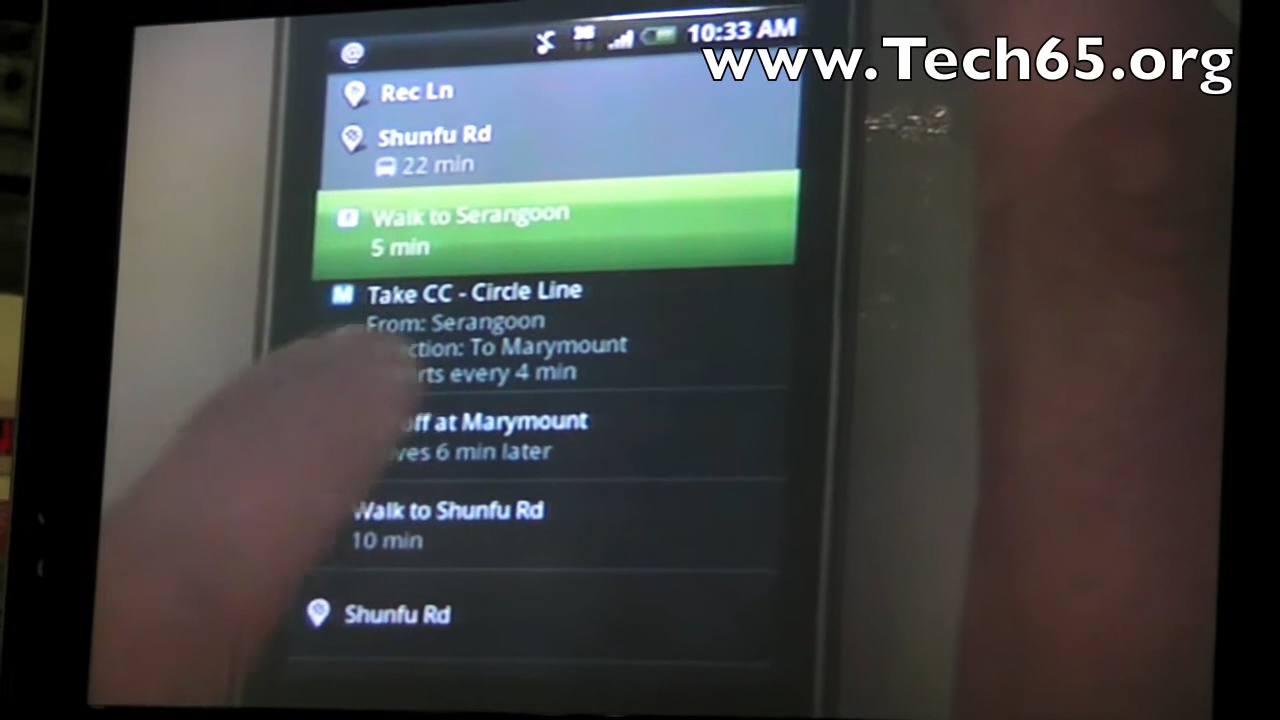 www.Tech65.org
3G 10:33 AM
Rec Ln
Shunfu Rd
22 min
Walk to Serangoon
5 min
M Take CC - Circle Line
From: Serangoon
ction: To Marymount
rts every 4 min
off at Marymount
ves 6 min later
Walk to Shunfu Rd
10 min
Shunfu Rd